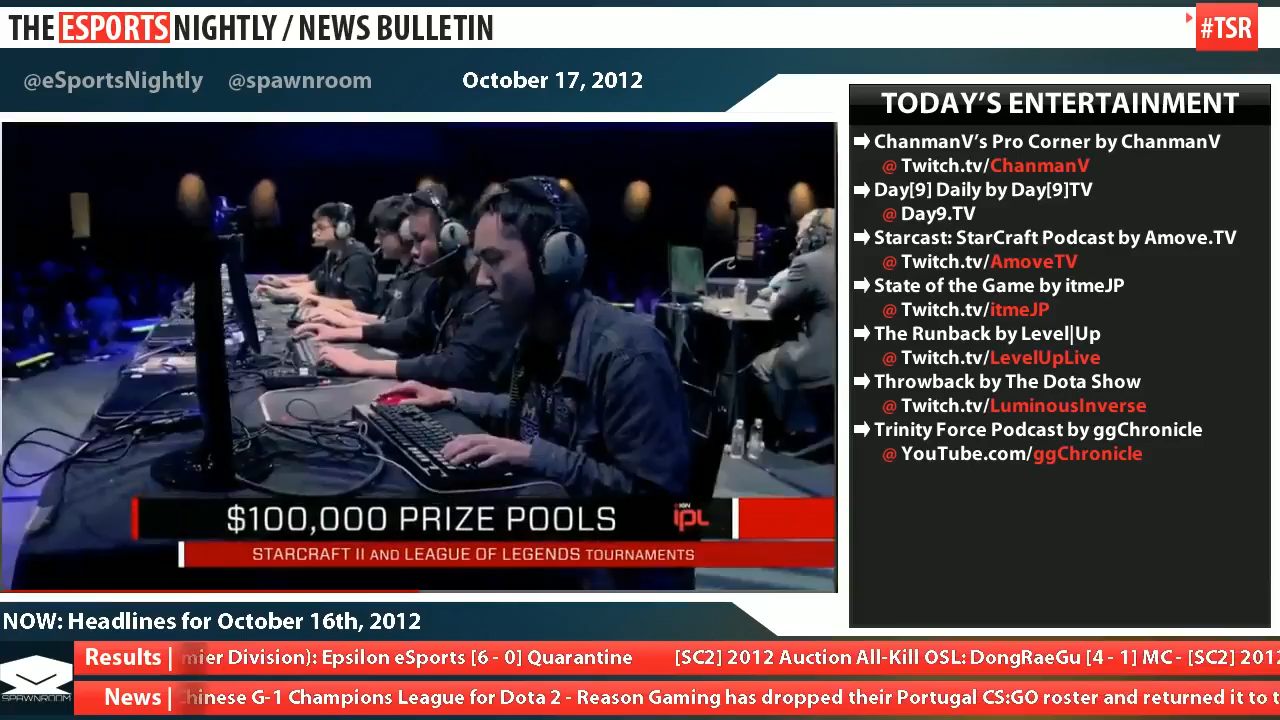 THE ESPORTS NIGHTLY / NEWS BULLETIN
#TSR
@eSportsNightly @spawnroom October 17, 2012
TODAY'S ENTERTAINMENT
ChanmanV's Pro Corner by ChanmanV
@ Twitch.tv/ChanmanV
Day[9] Daily by Day[9]TV
@ Day9.TV
Starcast: StarCraft Podcast by Amove.TV
@ Twitch.tv/AmoveTV
State of the Game by itmeJP
@ Twitch.tv/itmeJP
The Runback by Level|Up
@ Twitch.tv/LevelUpLive
Throwback by The Dota Show
@ Twitch.tv/LuminousInverse
Trinity Force Podcast by ggChronicle
@ YouTube.com/ggChronicle
$100,000 PRIZE POOLS
IGN
IPL
STARCRAFT II AND LEAGUE OF LEGENDS TOURNAMENTS
NOW: Headlines for October 16th, 2012
Results | mier Division): Epsilon eSports [6 - 0] Quarantine [SC2] 2012 Auction All-Kill OSL: DongRaeGu [4 - 1] MC - [SC2] 2012
SPAWNROOM
News | Chinese G-1 Champions League for Dota 2 - Reason Gaming has dropped their Portugal CS:GO roster and returned it to t